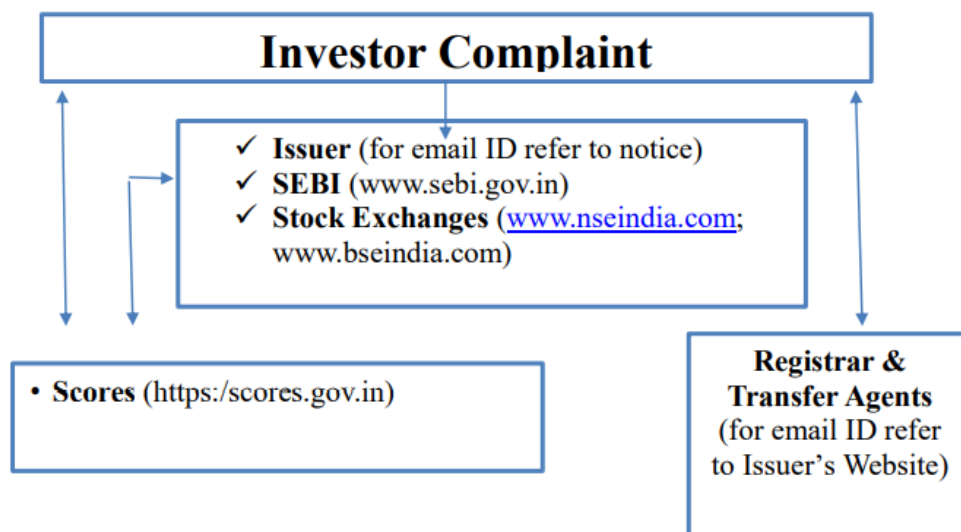 Investor Complaint
✓ Issuer (for email ID refer to notice)
✓ SEBI (www.sebi.gov.in)
✓ Stock Exchanges (www.nseindia.com;
www.bseindia.com)
• Scores (https:/scores.gov.in)
Registrar &
Transfer Agents
(for email ID refer
to Issuer’s Website)